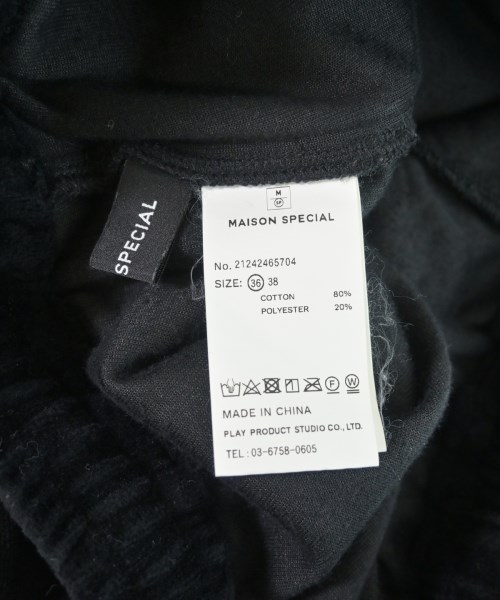 SPECIAL
M
SP
MAISON SPECIAL
No. 21242465704
SIZE: 36 38
COTTON 80%
POLYESTER 20%
F W
MADE IN CHINA
PLAY PRODUCT STUDIO CO., LTD.
TEL : 03-6758-0605